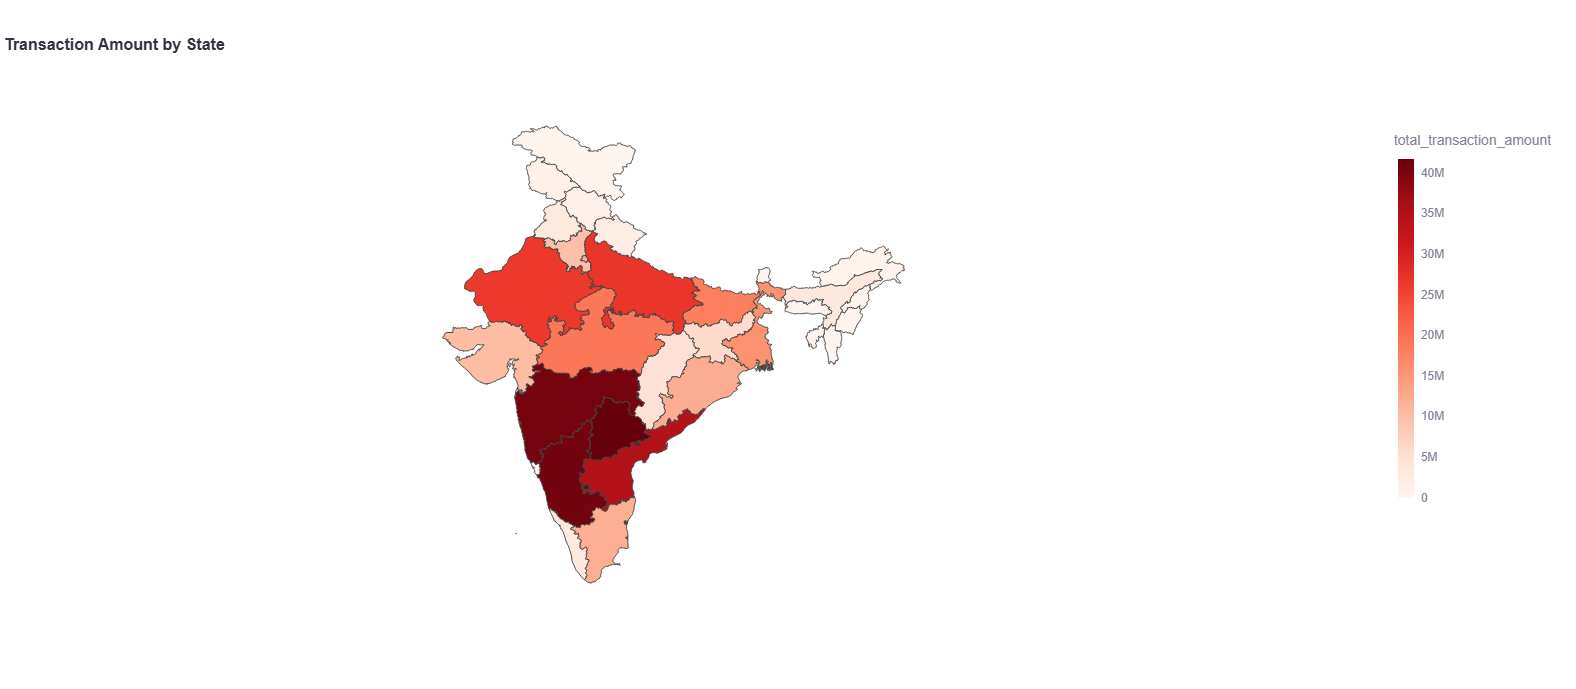 Transaction Amount by State
total_transaction_amount
40M
35M
30M
25M
20M
15M
10M
5M
0